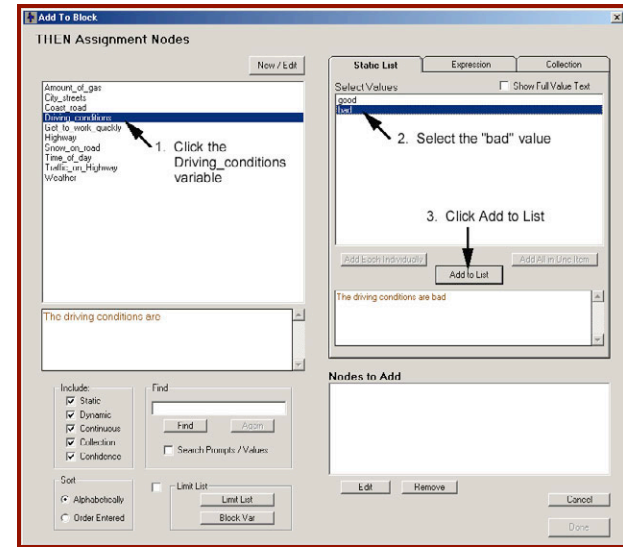 Add To Block
THEN Assignment Nodes
New / Edit
Amount_of_gas
City_streets
Coast_road
Driving_conditions
Get_to_work_quickly
Highway
Snow_on_road
Time_of_day
Traffic_on_Highway
Weather
1. Click the
Driving_conditions
variable
The driving conditions are
Include:
Static
Dynamic
Continuous
Collection
Confidence
Find
Find
Again
Search Prompts / Values
Sort
Alphabetically
Order Entered
Limit List
Limit List
Block Var
Static List
Expression
Collection
Select Values
Show Full Value Text
good
bad
2. Select the "bad" value
3. Click Add to List
Add Each Individually
Add All in One Item
Add to List
The driving conditions are bad
Nodes to Add
Edit
Remove
Cancel
Done